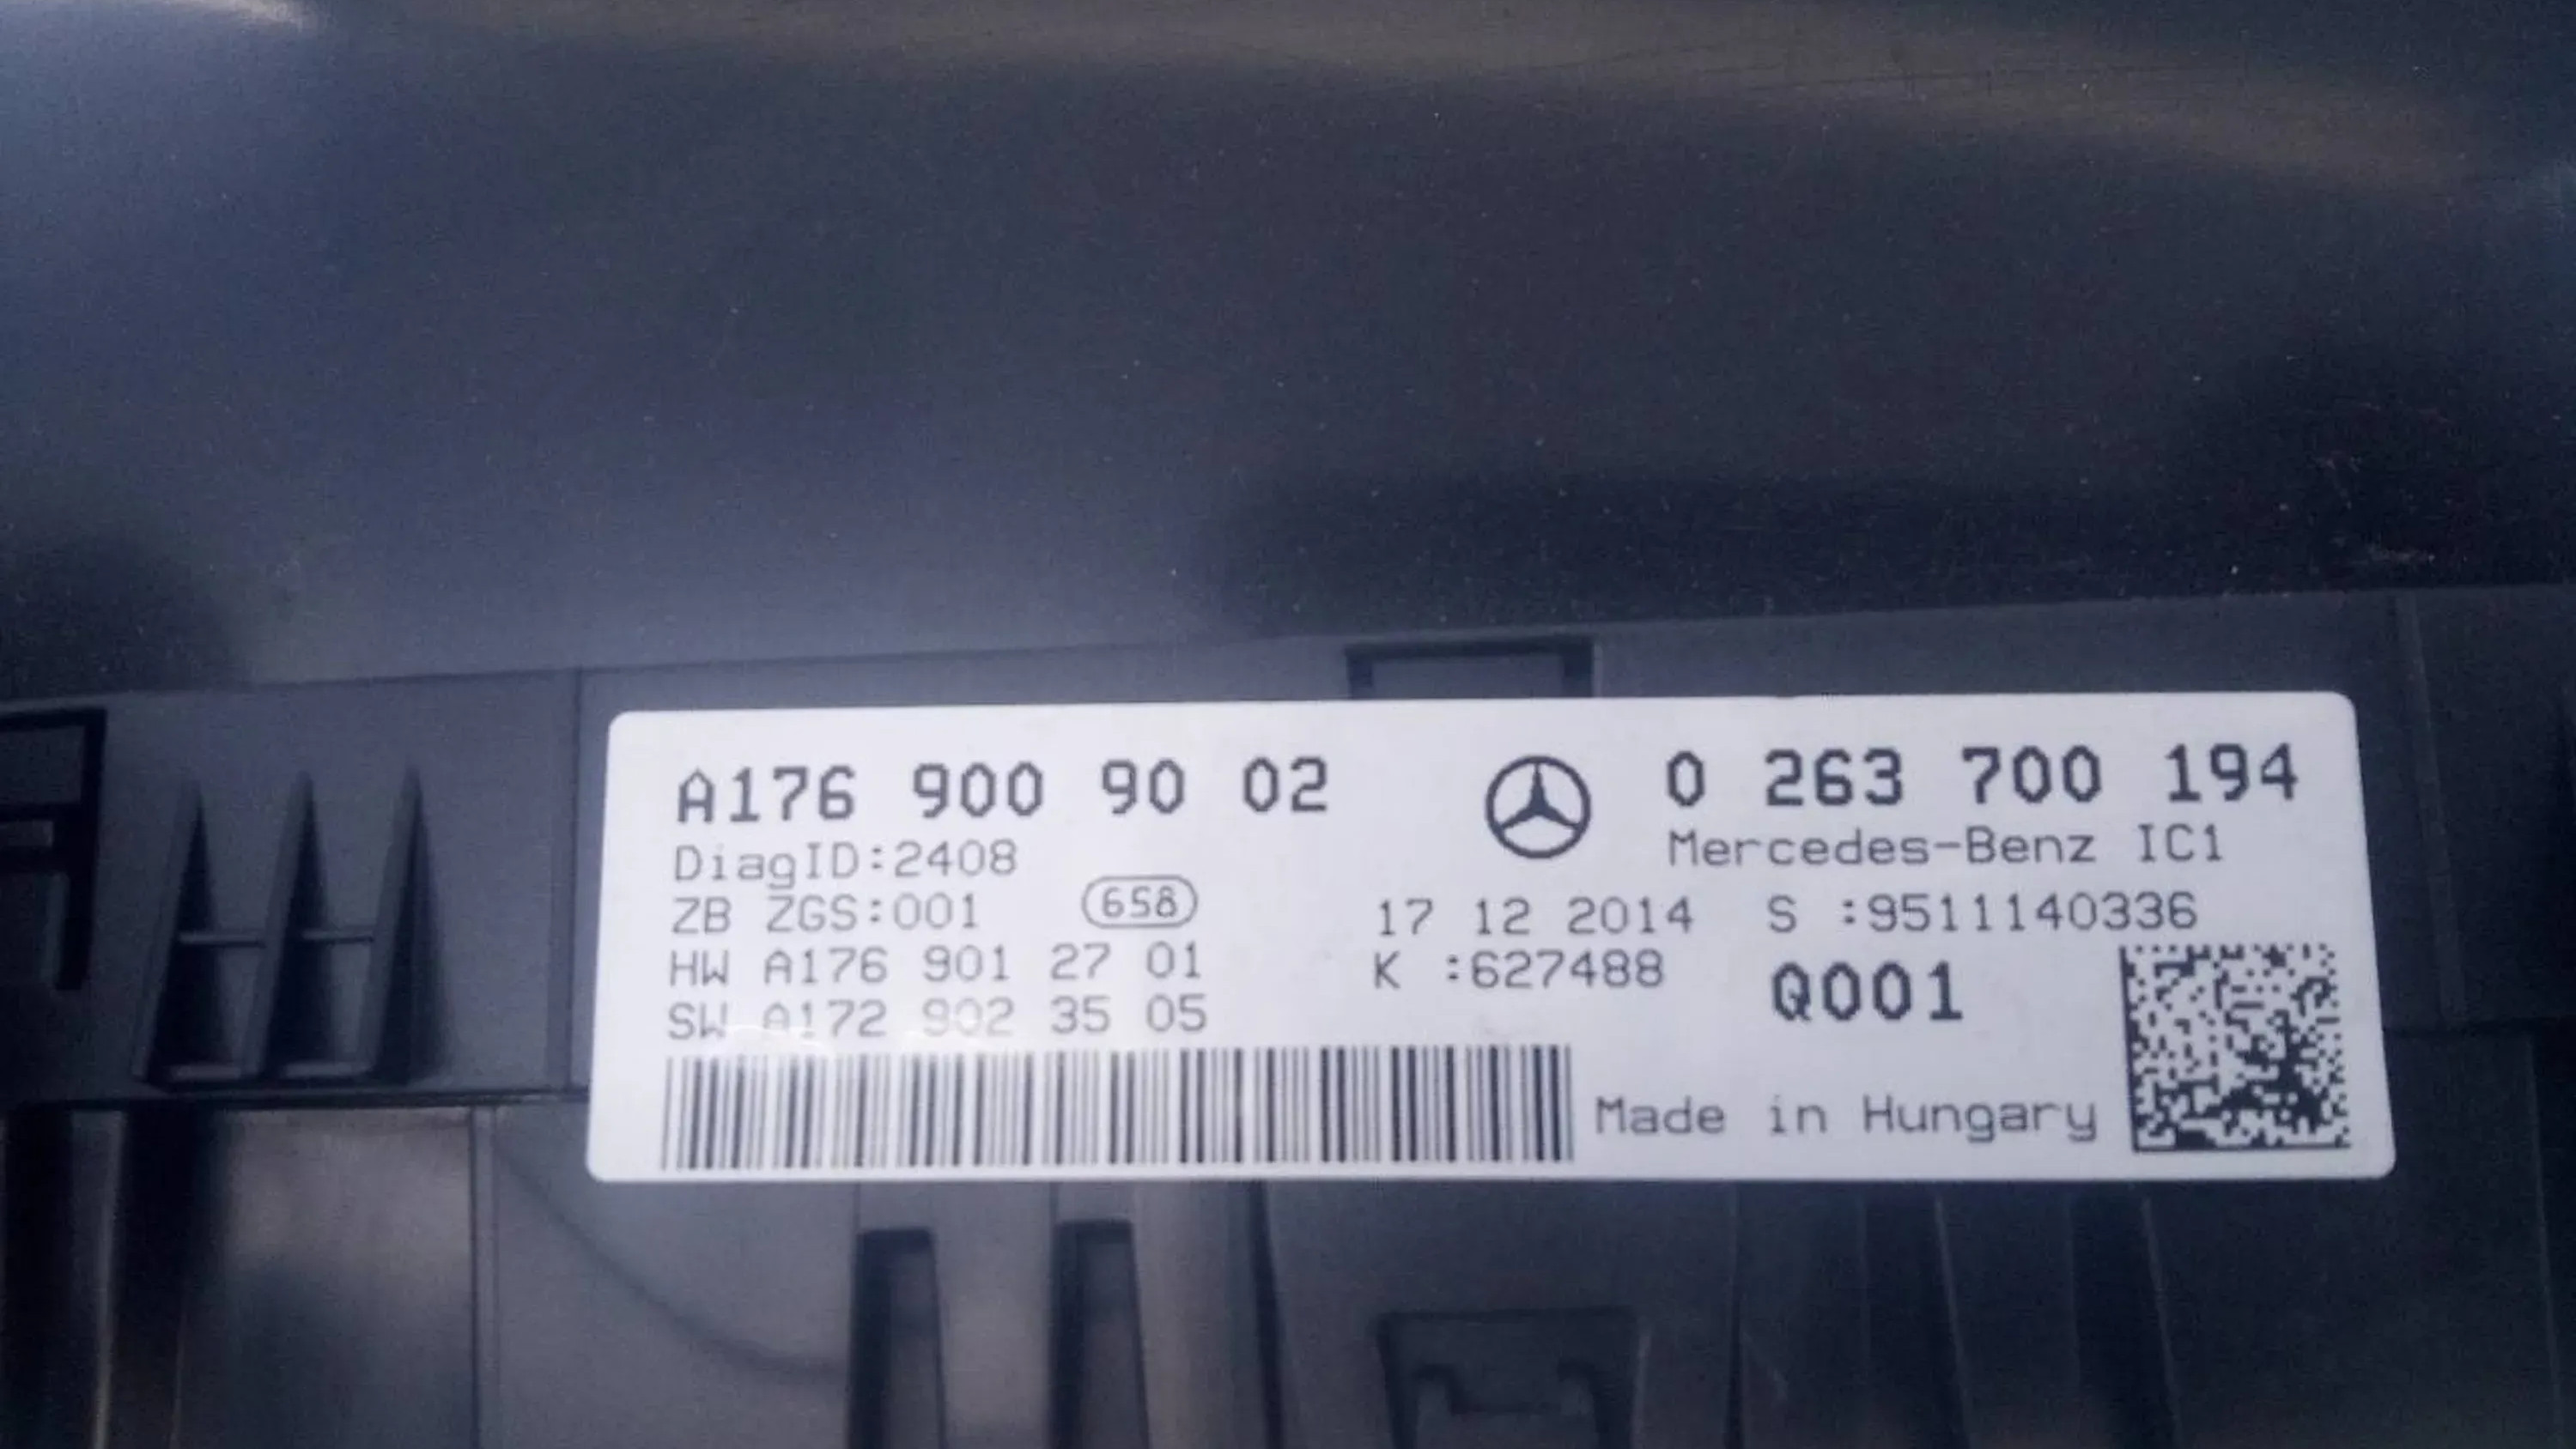 A176 900 90 02
0 263 700 194
DiagID:2408
Mercedes-Benz IC1
ZB ZGS:001
658
17 12 2014
S :9511140336
HW A176 901 27 01
K :627488
Q001
SW A172 902 35 05
Made in Hungary